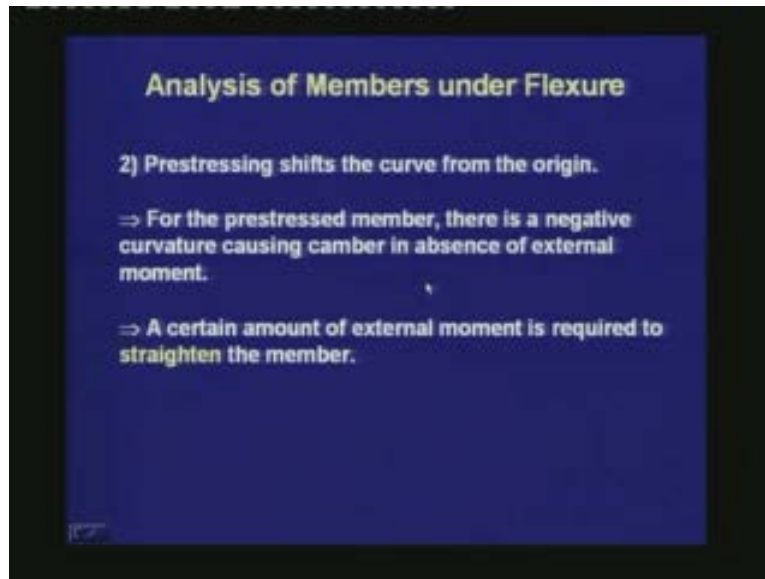 Analysis of Members under Flexure
2) Prestressing shifts the curve from the origin.
⇒ For the prestressed member, there is a negative
curvature causing camber in absence of external
moment.
⇒ A certain amount of external moment is required to
straighten the member.